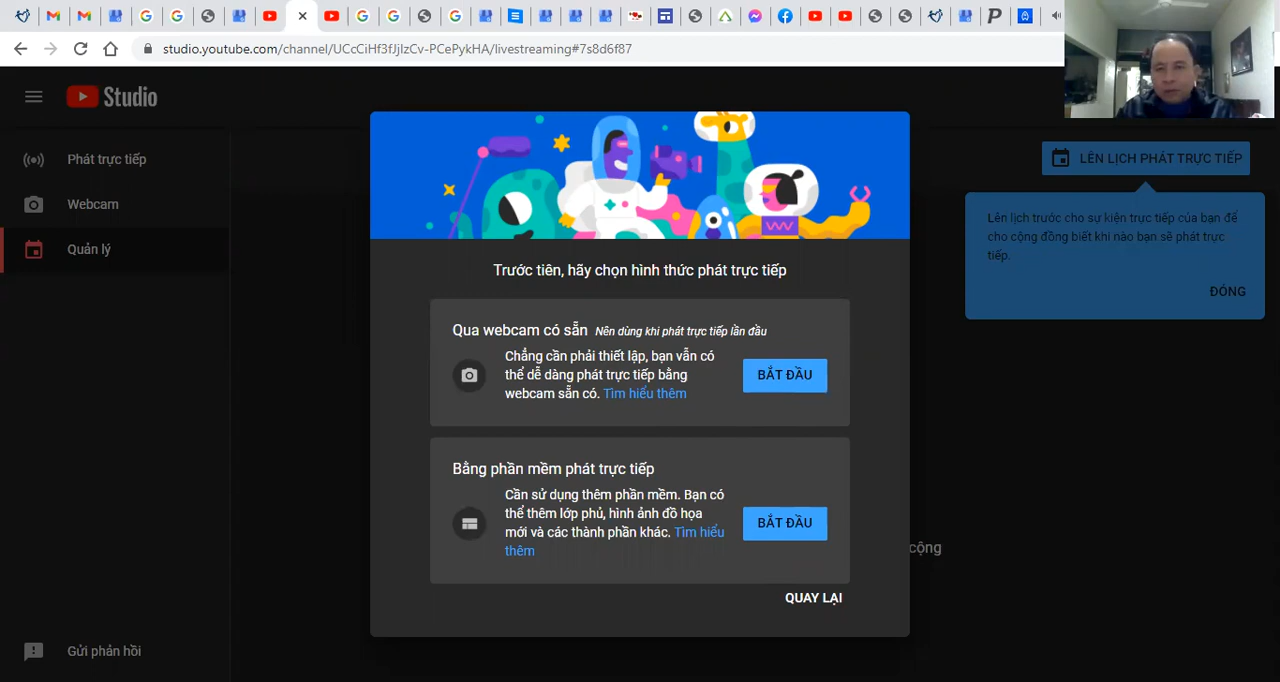 studio.youtube.com/channel/UCcCiHf3fJjIzCv-PCePykHA/livestreaming#7s8d6f87
Studio
Phát trực tiếp
Webcam
Quản lý
Gửi phản hồi
Trước tiên, hãy chọn hình thức phát trực tiếp
Qua webcam có sẵn Nên dùng khi phát trực tiếp lần đầu
Chẳng cần phải thiết lập, bạn vẫn có
thể dễ dàng phát trực tiếp bằng
webcam sẵn có. Tìm hiểu thêm
BẮT ĐẦU
Bằng phần mềm phát trực tiếp
Cần sử dụng thêm phần mềm. Bạn có
thể thêm lớp phủ, hình ảnh đồ họa
mới và các thành phần khác. Tìm hiểu
thêm
BẮT ĐẦU
QUAY LẠI
LÊN LỊCH PHÁT TRỰC TIẾP
Lên lịch trước cho sự kiện trực tiếp của bạn để
cho cộng đồng biết khi nào bạn sẽ phát trực
tiếp.
ĐÓNG
cộng